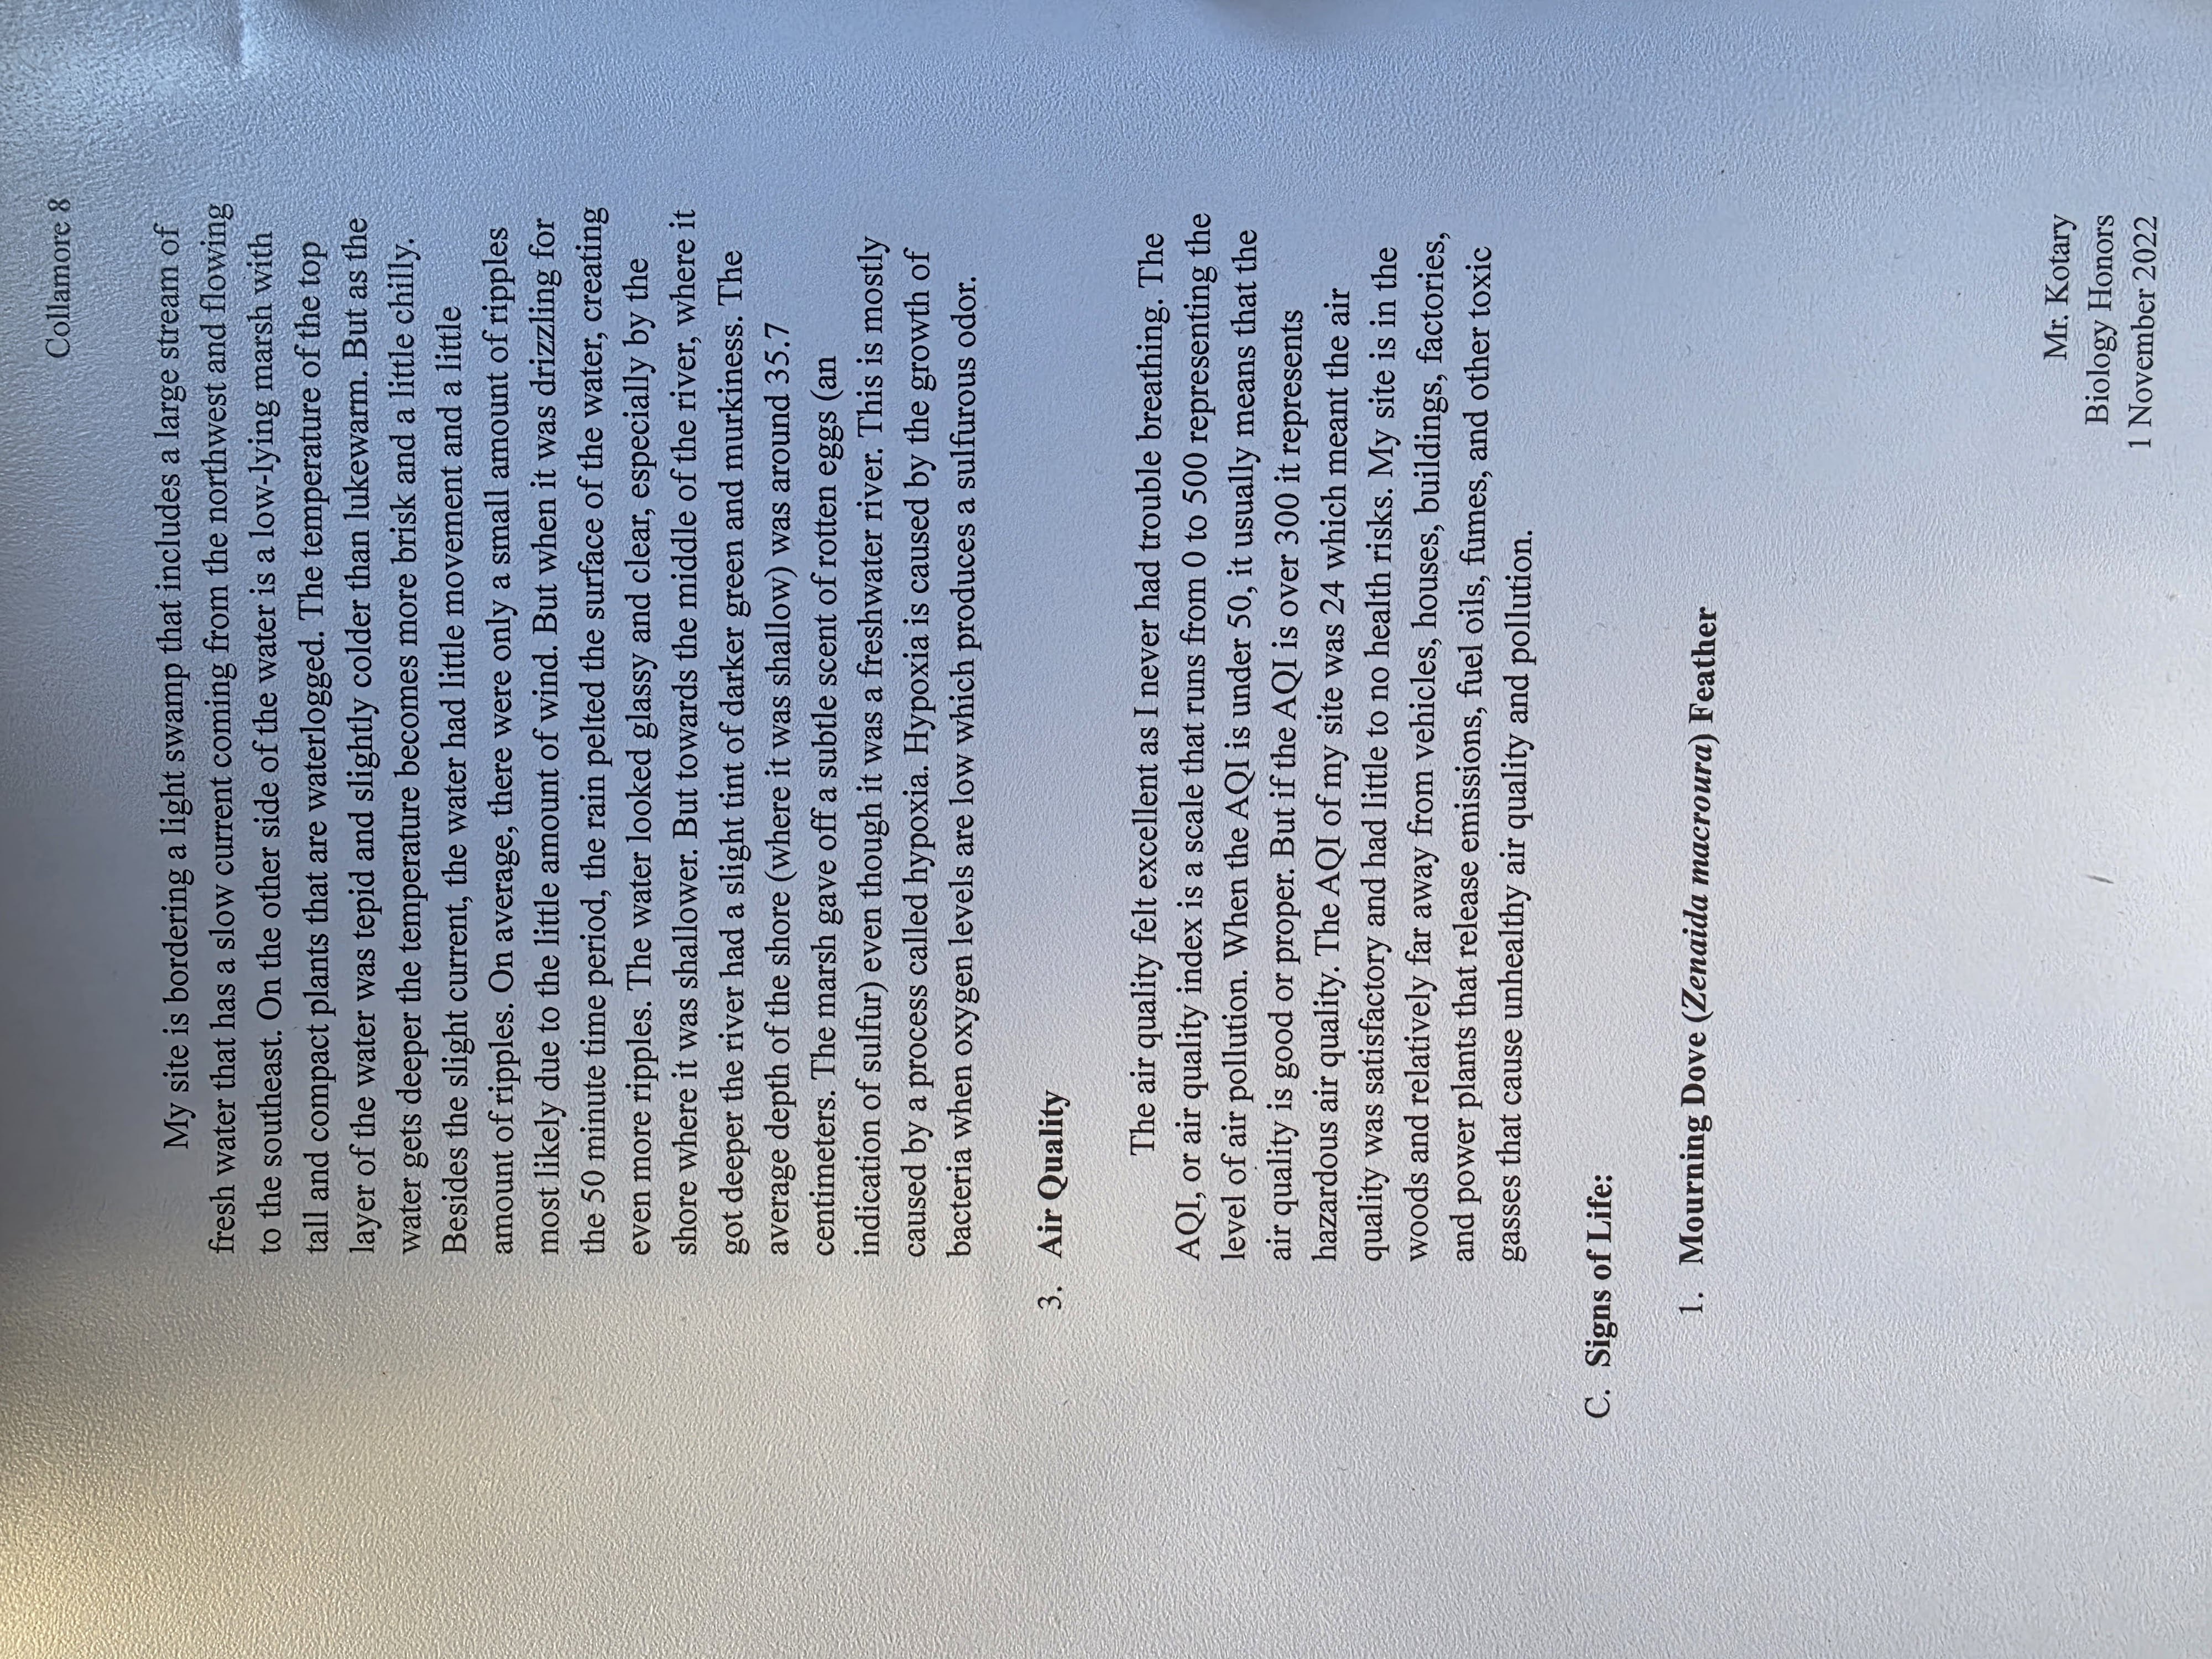 Collamore 8
My site is bordering a light swamp that includes a large stream of
fresh water that has a slow current coming from the northwest and flowing
to the southeast. On the other side of the water is a low-lying marsh with
tall and compact plants that are waterlogged. The temperature of the top
layer of the water was tepid and slightly colder than lukewarm. But as the
water gets deeper the temperature becomes more brisk and a little chilly.
Besides the slight current, the water had little movement and a little
amount of ripples. On average, there were only a small amount of ripples
most likely due to the little amount of wind. But when it was drizzling for
the 50 minute time period, the rain pelted the surface of the water, creating
even more ripples. The water looked glassy and clear, especially by the
shore where it was shallower. But towards the middle of the river, where it
got deeper the river had a slight tint of darker green and murkiness. The
average depth of the shore (where it was shallow) was around 35.7
centimeters. The marsh gave off a subtle scent of rotten eggs (an
indication of sulfur) even though it was a freshwater river. This is mostly
caused by a process called hypoxia. Hypoxia is caused by the growth of
bacteria when oxygen levels are low which produces a sulfurous odor.
3. Air Quality
The air quality felt excellent as I never had trouble breathing. The
AQI, or air quality index is a scale that runs from 0 to 500 representing the
level of air pollution. When the AQI is under 50, it usually means that the
air quality is good or proper. But if the AQI is over 300 it represents
hazardous air quality. The AQI of my site was 24 which meant the air
quality was satisfactory and had little to no health risks. My site is in the
woods and relatively far away from vehicles, houses, buildings, factories,
and power plants that release emissions, fuel oils, fumes, and other toxic
gasses that cause unhealthy air quality and pollution.
C. Signs of Life:
1. Mourning Dove (Zenaida macroura) Feather
Mr. Kotary
Biology Honors
1 November 2022